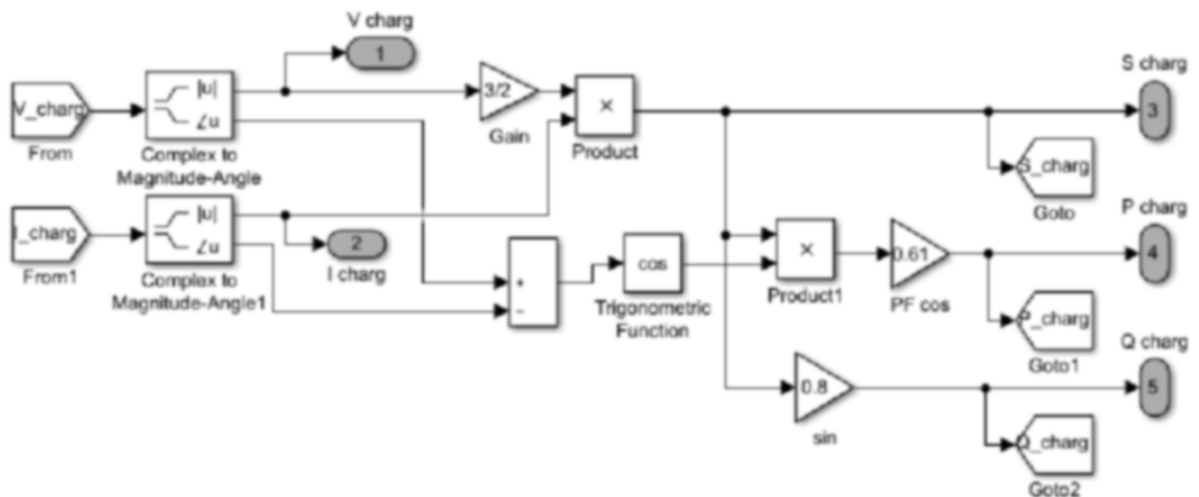 V charg
1
V_charg
From
|u|
∠u
Complex to
Magnitude-Angle
3/2
Gain
×
Product
S charg
3
S_charg
Goto
I_charg
From1
|u|
∠u
Complex to
Magnitude-Angle1
2
I charg
+
−
cos
Trigonometric
Function
×
Product1
0.61
PF cos
P charg
4
P_charg
Goto1
0.8
sin
Q charg
5
Q_charg
Goto2